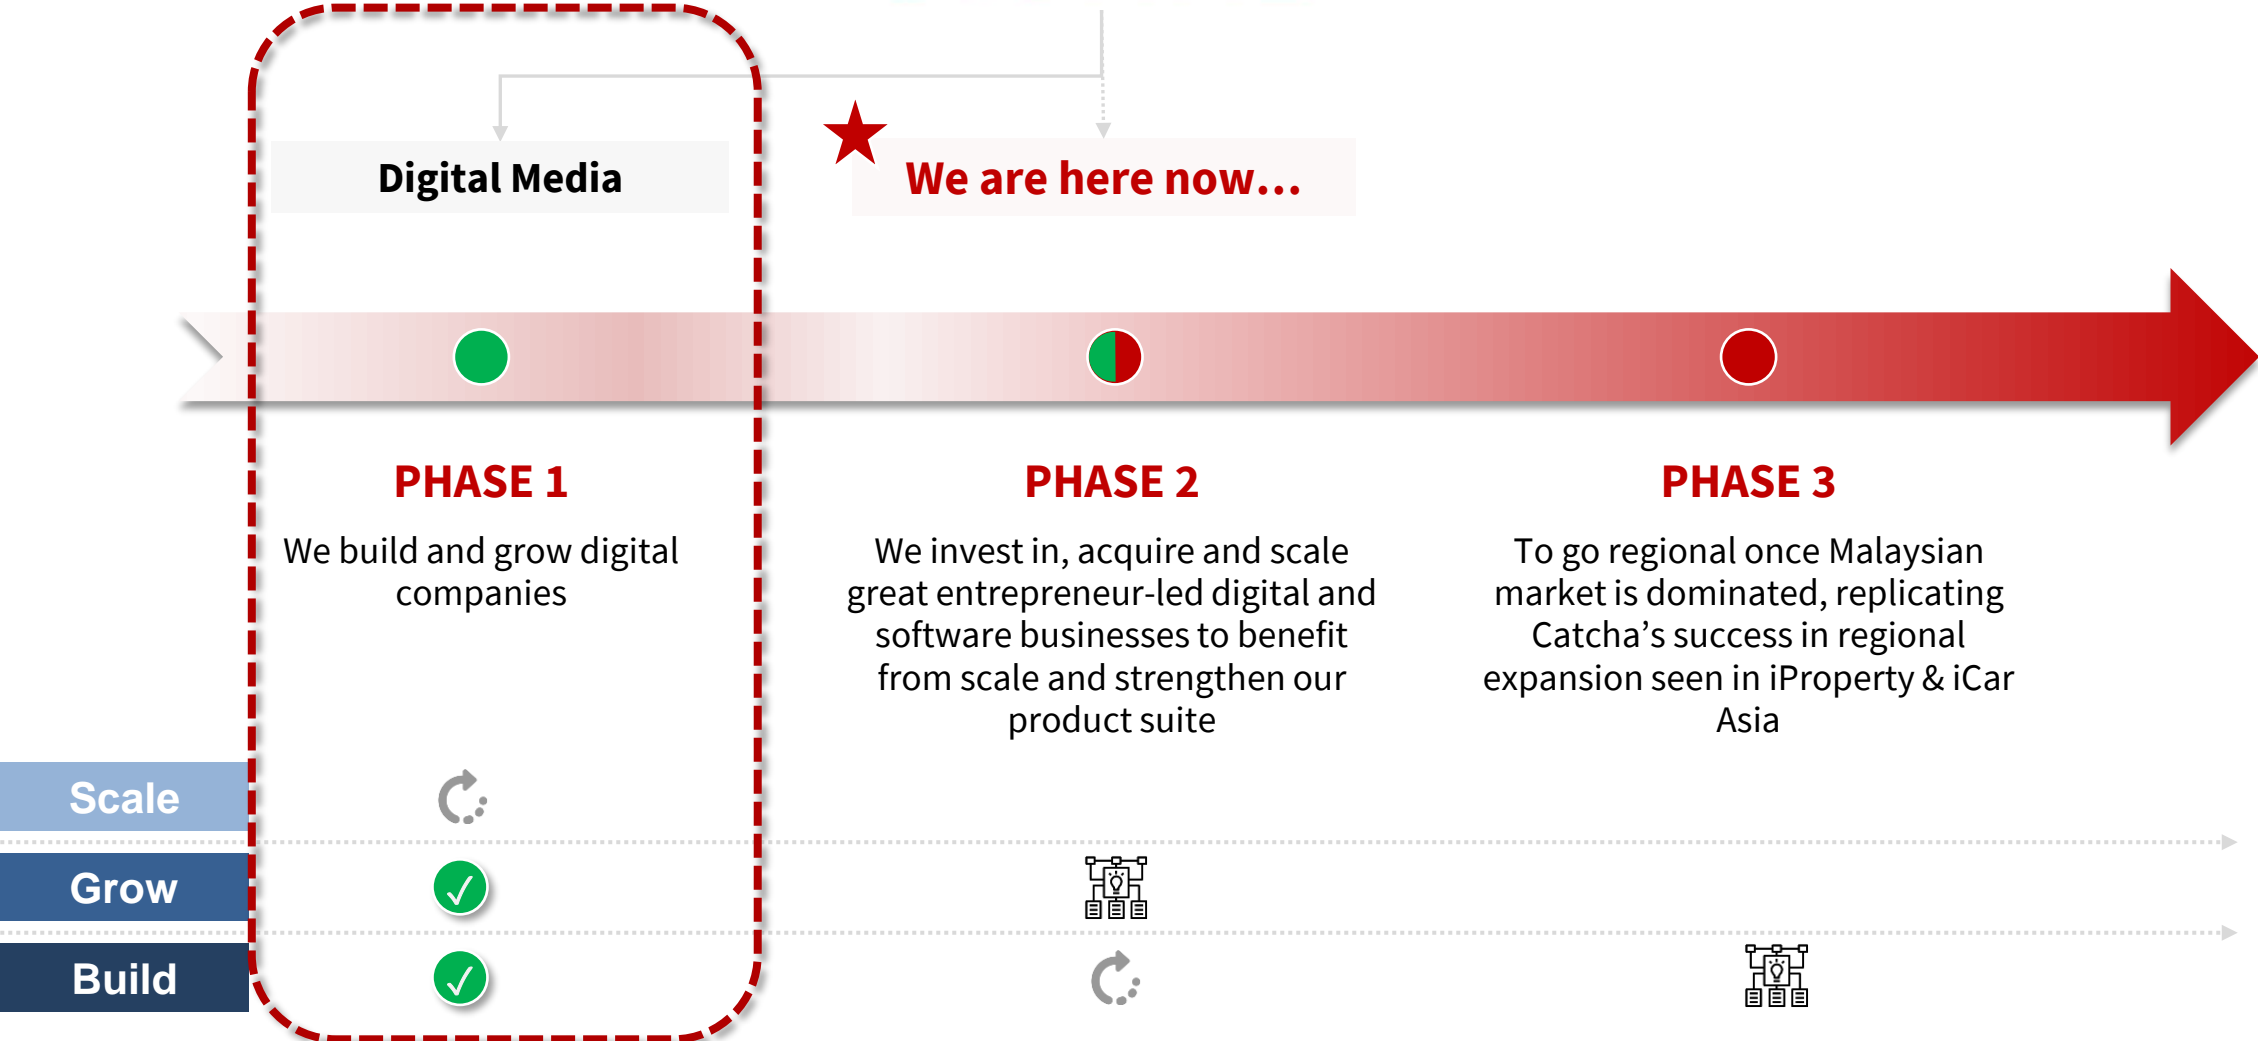 Digital Media
We are here now...
PHASE 1
We build and grow digital
companies
PHASE 2
We invest in, acquire and scale
great entrepreneur-led digital and
software businesses to benefit
from scale and strengthen our
product suite
PHASE 3
To go regional once Malaysian
market is dominated, replicating
Catcha’s success in regional
expansion seen in iProperty & iCar
Asia
Scale
Grow
Build